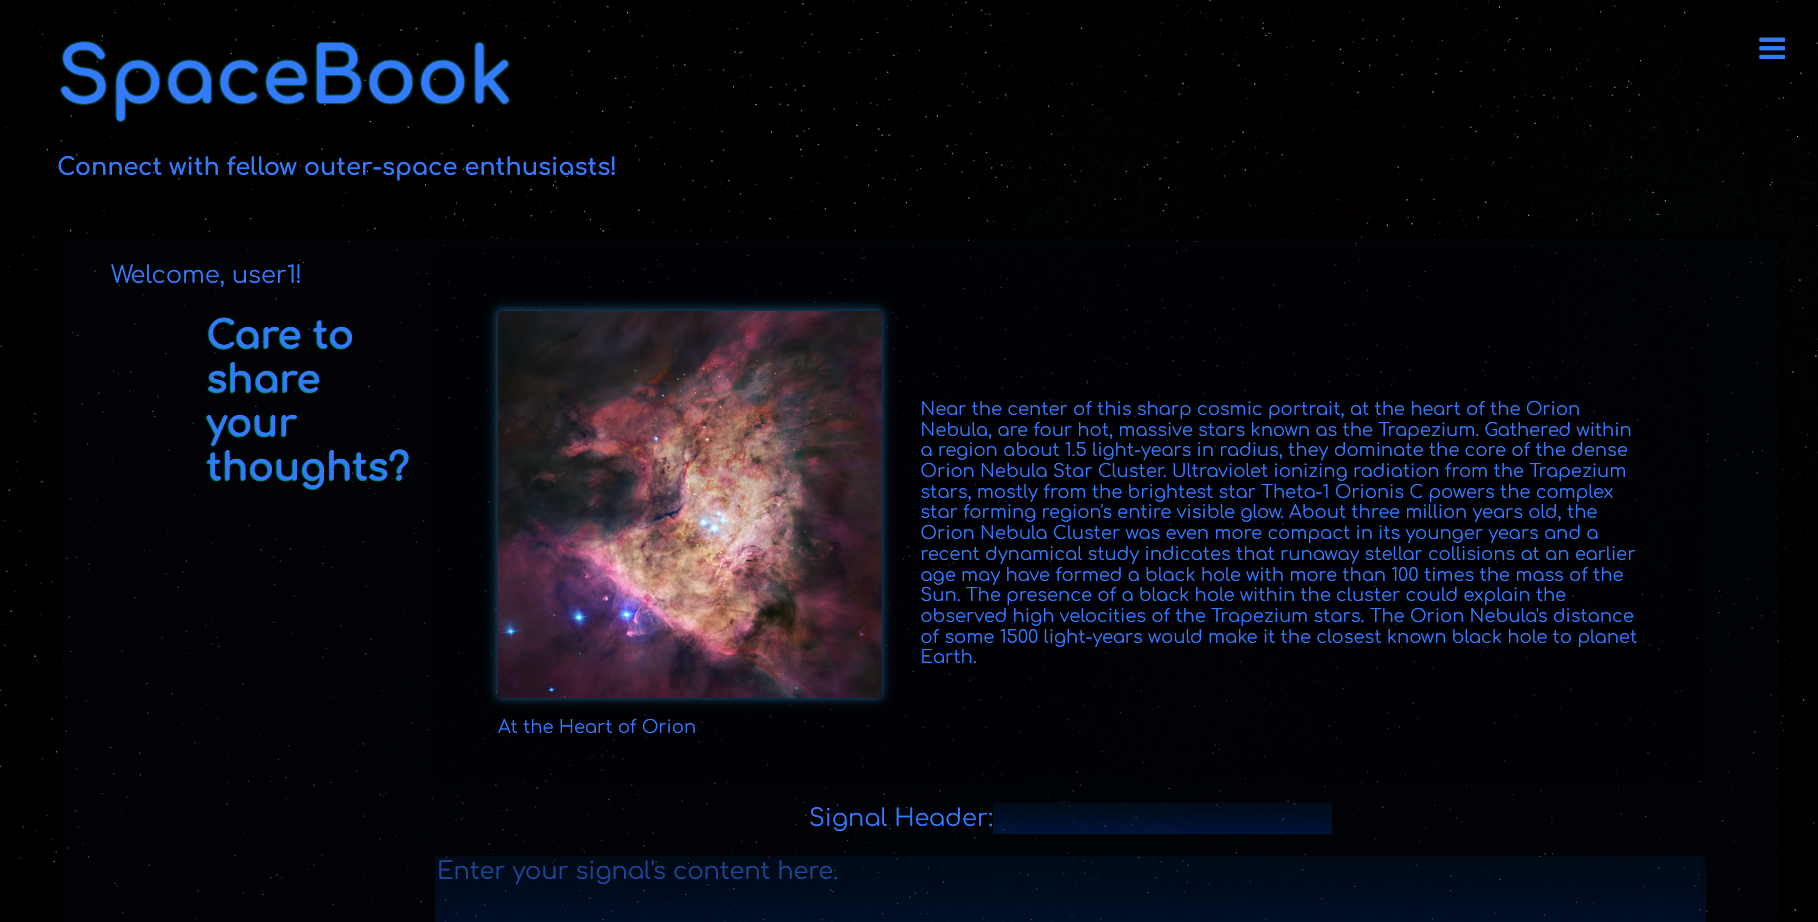 SpaceBook
Connect with fellow outer-space enthusiasts!
Welcome, user1!
Care to
share
your
thoughts?
Near the center of this sharp cosmic portrait, at the heart of the Orion
Nebula, are four hot, massive stars known as the Trapezium. Gathered within
a region about 1.5 light-years in radius, they dominate the core of the dense
Orion Nebula Star Cluster. Ultraviolet ionizing radiation from the Trapezium
stars, mostly from the brightest star Theta-1 Orionis C powers the complex
star forming region's entire visible glow. About three million years old, the
Orion Nebula Cluster was even more compact in its younger years and a
recent dynamical study indicates that runaway stellar collisions at an earlier
age may have formed a black hole with more than 100 times the mass of the
Sun. The presence of a black hole within the cluster could explain the
observed high velocities of the Trapezium stars. The Orion Nebula's distance
of some 1500 light-years would make it the closest known black hole to planet
Earth.
At the Heart of Orion
Signal Header:
Enter your signal's content here.